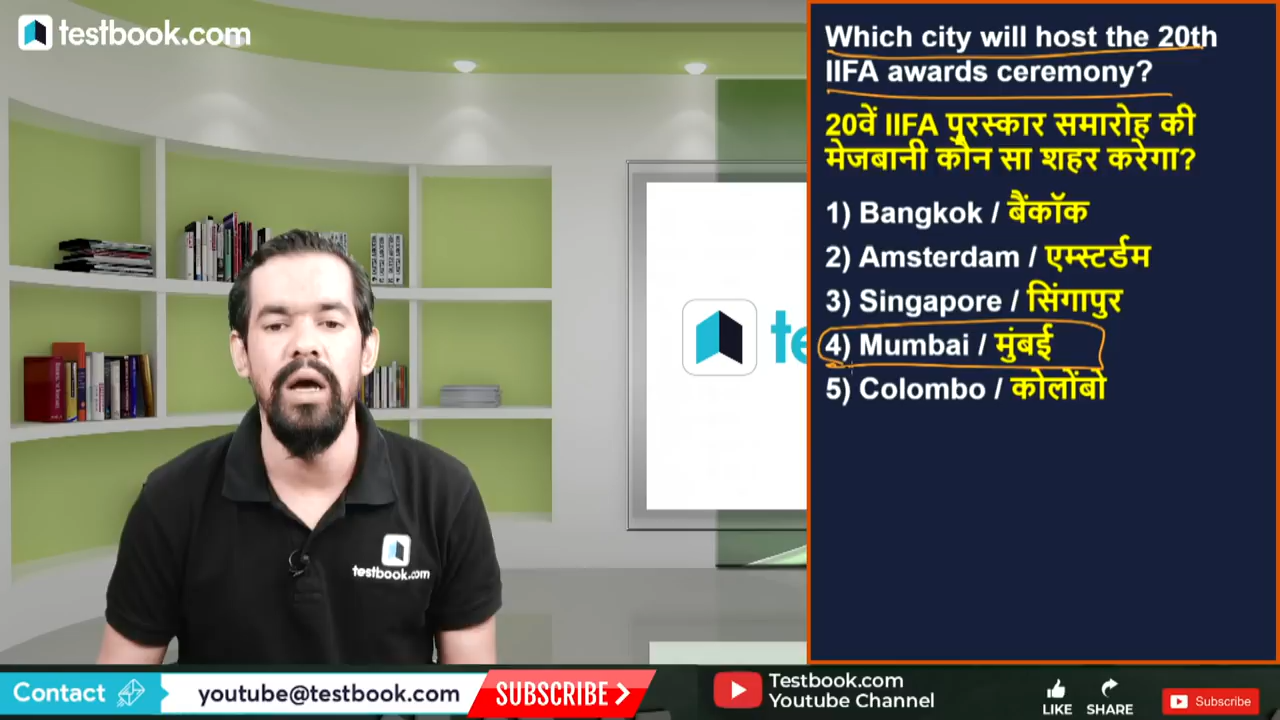 testbook.com
Which city will host the 20th
IIFA awards ceremony?
20वें IIFA पुरस्कार समारोह की
मेजबानी कौन सा शहर करेगा?
1) Bangkok / बैंकॉक
2) Amsterdam / एम्स्टर्डम
3) Singapore / सिंगापुर
4) Mumbai / मुंबई
5) Colombo / कोलोंबो
te
testbook.com
Contact
youtube@testbook.com
SUBSCRIBE
Testbook.com
Youtube Channel
LIKE
SHARE
Subscribe